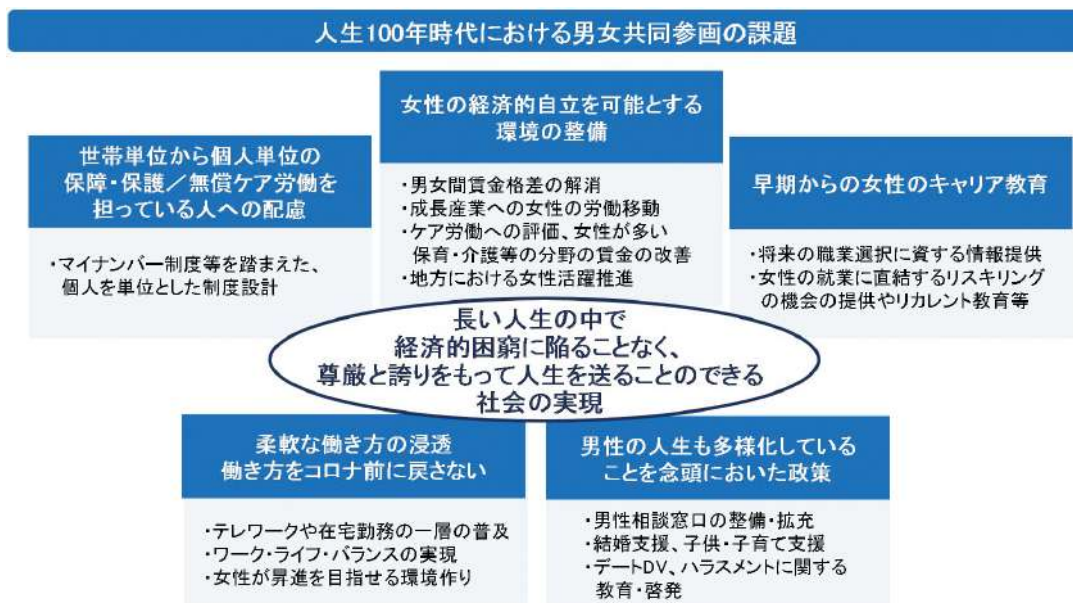 人生100年時代における男女共同参画の課題
女性の経済的自立を可能とする
環境の整備
・男女間賃金格差の解消
・成長産業への女性の労働移動
・ケア労働への評価、女性が多い
保育・介護等の分野の賃金の改善
・地方における女性活躍推進
世帯単位から個人単位の
保障・保護／無償ケア労働を
担っている人への配慮
・マイナンバー制度等を踏まえた、
個人を単位とした制度設計
早期からの女性のキャリア教育
・将来の職業選択に資する情報提供
・女性の就業に直結するリスキリング
の機会の提供やリカレント教育等
長い人生の中で
経済的困窮に陥ることなく、
尊厳と誇りをもって人生を送ることのできる
社会の実現
柔軟な働き方の浸透
働き方をコロナ前に戻さない
・テレワークや在宅勤務の一層の普及
・ワーク・ライフ・バランスの実現
・女性が昇進を目指せる環境作り
男性の人生も多様化している
ことを念頭においた政策
・男性相談窓口の整備・拡充
・結婚支援、子供・子育て支援
・デートDV、ハラスメントに関する
教育・啓発